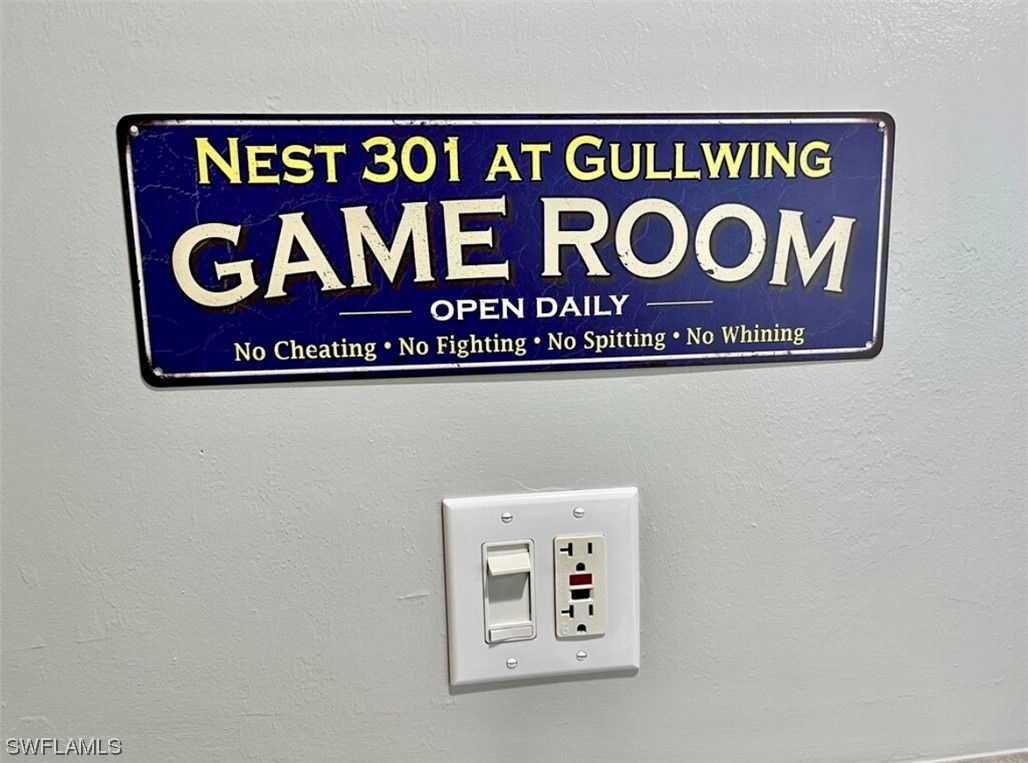 NEST 301 AT GULLWING
GAME ROOM
OPEN DAILY
No Cheating • No Fighting • No Spitting • No Whining
SWFLAMLS